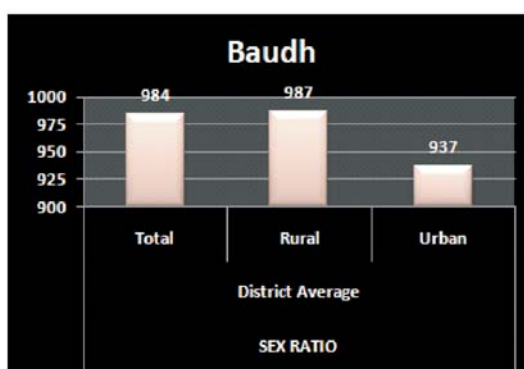 Baudh
1000
975
950
925
900
984
987
937
Total Rural Urban
District Average
SEX RATIO